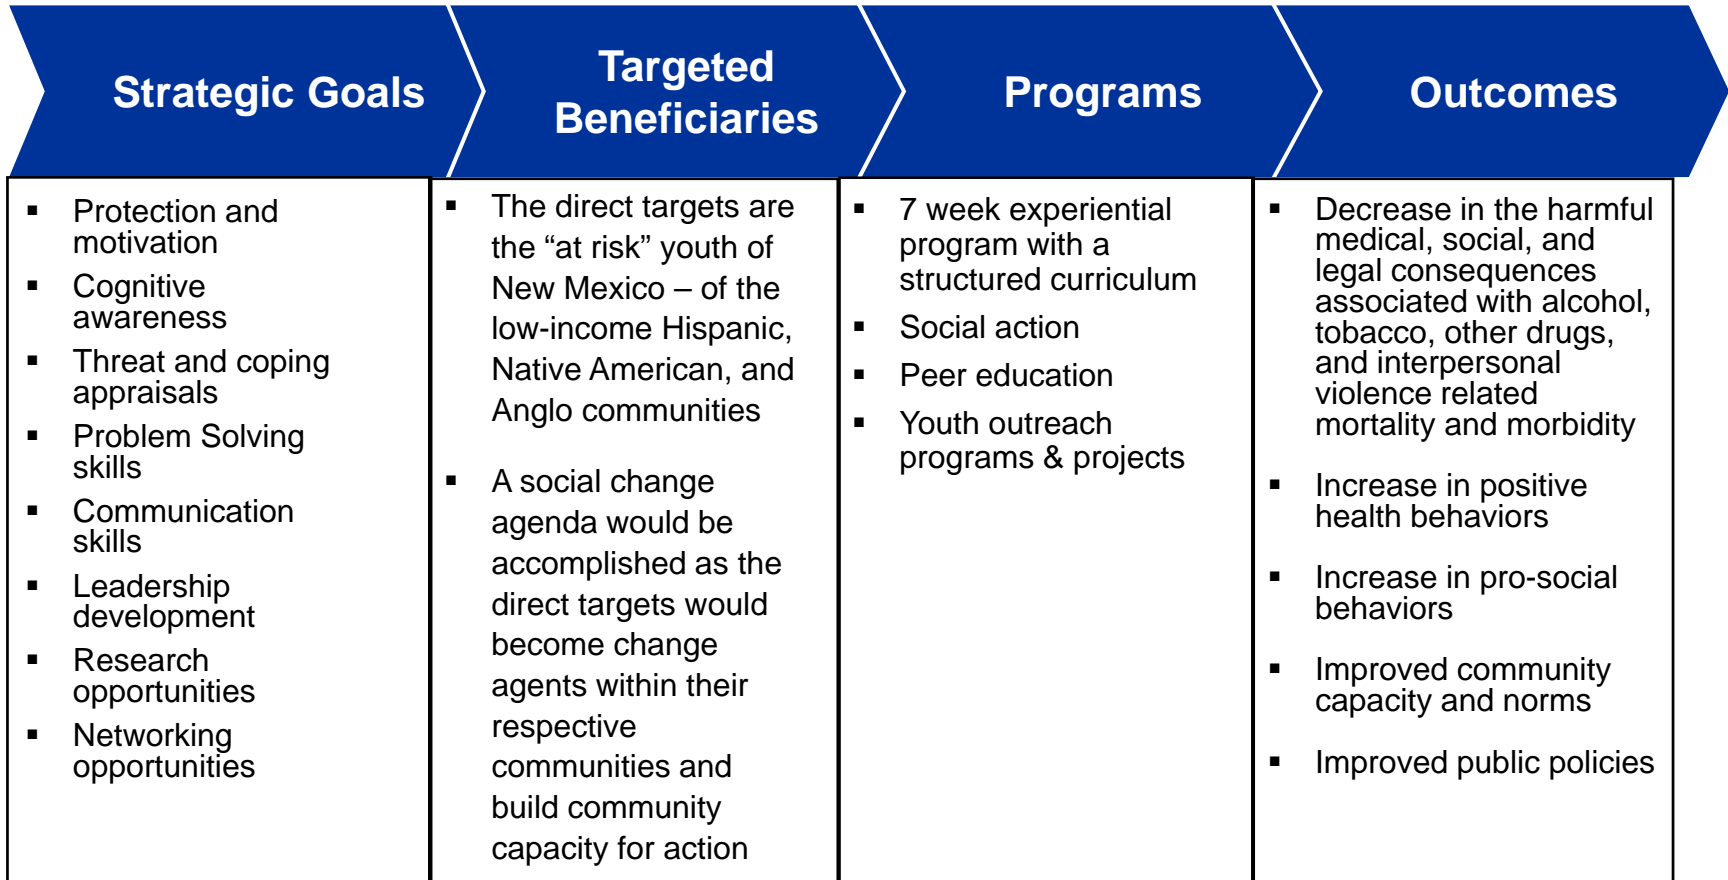 Strategic Goals
Targeted
Beneficiaries
Programs
Outcomes
▪ Protection and
motivation
▪ Cognitive
awareness
▪ Threat and coping
appraisals
▪ Problem Solving
skills
▪ Communication
skills
▪ Leadership
development
▪ Research
opportunities
▪ Networking
opportunities
▪ The direct targets are
the “at risk” youth of
New Mexico – of the
low-income Hispanic,
Native American, and
Anglo communities
▪ A social change
agenda would be
accomplished as the
direct targets would
become change
agents within their
respective
communities and
build community
capacity for action
▪ 7 week experiential
program with a
structured curriculum
▪ Social action
▪ Peer education
▪ Youth outreach
programs & projects
▪ Decrease in the harmful
medical, social, and
legal consequences
associated with alcohol,
tobacco, other drugs,
and interpersonal
violence related
mortality and morbidity
▪ Increase in positive
health behaviors
▪ Increase in pro-social
behaviors
▪ Improved community
capacity and norms
▪ Improved public policies